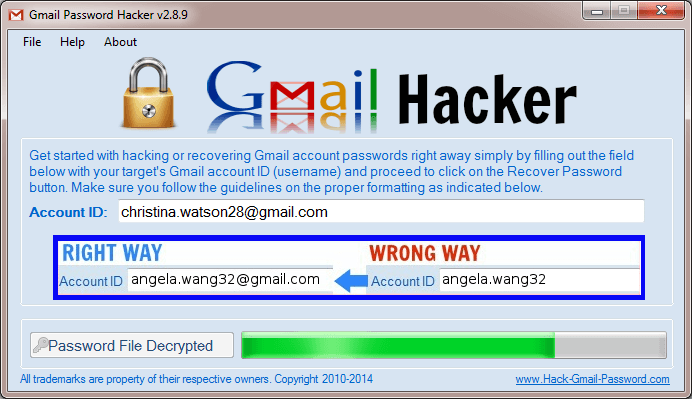 Gmail Password Hacker v2.8.9
File Help About
Gmail Hacker
Get started with hacking or recovering Gmail account passwords right away simply by filling out the field
below with your target's Gmail account ID (username) and proceed to click on the Recover Password
button. Make sure you follow the guidelines on the proper formatting as indicated below.
Account ID: christina.watson28@gmail.com
RIGHT WAY WRONG WAY
Account ID angela.wang32@gmail.com Account ID angela.wang32
Password File Decrypted
All trademarks are property of their respective owners. Copyright 2010-2014 www.Hack-Gmail-Password.com